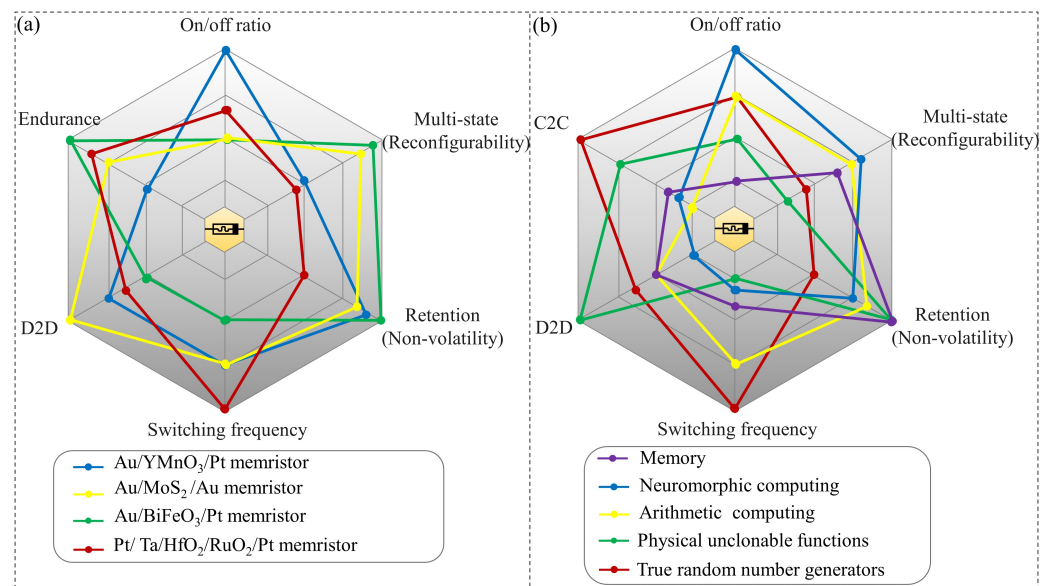 (a)
On/off ratio
Endurance
Multi-state
(Reconfigurability)
D2D
Retention
(Non-volatility)
Switching frequency
Au/YMnO₃/Pt memristor
Au/MoS₂ /Au memristor
Au/BiFeO₃/Pt memristor
Pt/ Ta/HfO₂/RuO₂/Pt memristor
(b)
On/off ratio
C2C
Multi-state
(Reconfigurability)
D2D
Retention
(Non-volatility)
Switching frequency
Memory
Neuromorphic computing
Arithmetic computing
Physical unclonable functions
True random number generators